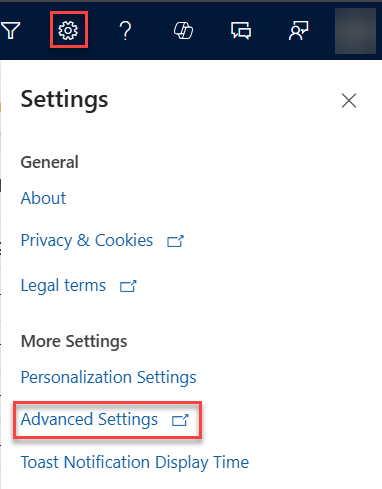 Settings
General
About
Privacy & Cookies
Legal terms
More Settings
Personalization Settings
Advanced Settings
Toast Notification Display Time